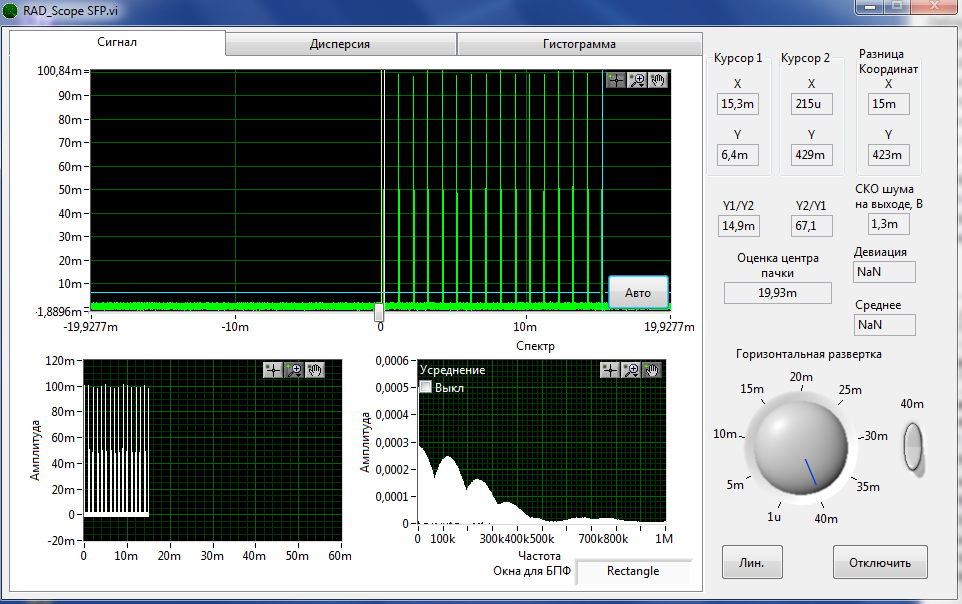 RAD_Scope SFP.vi
Сигнал
Дисперсия
Гистограмма
100,84m
90m
80m
70m
60m
50m
40m
30m
20m
10m
-1,8896m
-19,9277m
-10m
0
10m
19,9277m
Авто
Курсор 1
Курсор 2
Разница
Координат
X
X
X
15,3m
215u
15m
Y
Y
Y
6,4m
429m
423m
Y1/Y2
Y2/Y1
СКО шума
на выходе, В
14,9m
67,1
1,3m
Оценка центра
пачки
19,93m
Девиация
NaN
Среднее
NaN
Амплитуда
120m
100m
80m
60m
40m
20m
0
-20m
0
10m
20m
30m
40m
50m
60m
Спектр
Усреднение
Выкл
Амплитуда
0,0006
0,0005
0,0004
0,0003
0,0002
0,0001
0
0
100k
300k
400k
500k
700k
800k
1M
Частота
Окна для БПФ
Rectangle
Горизонтальная развертка
20m
15m
25m
10m
30m
5m
35m
1u
40m
40m
Лин.
Отключить